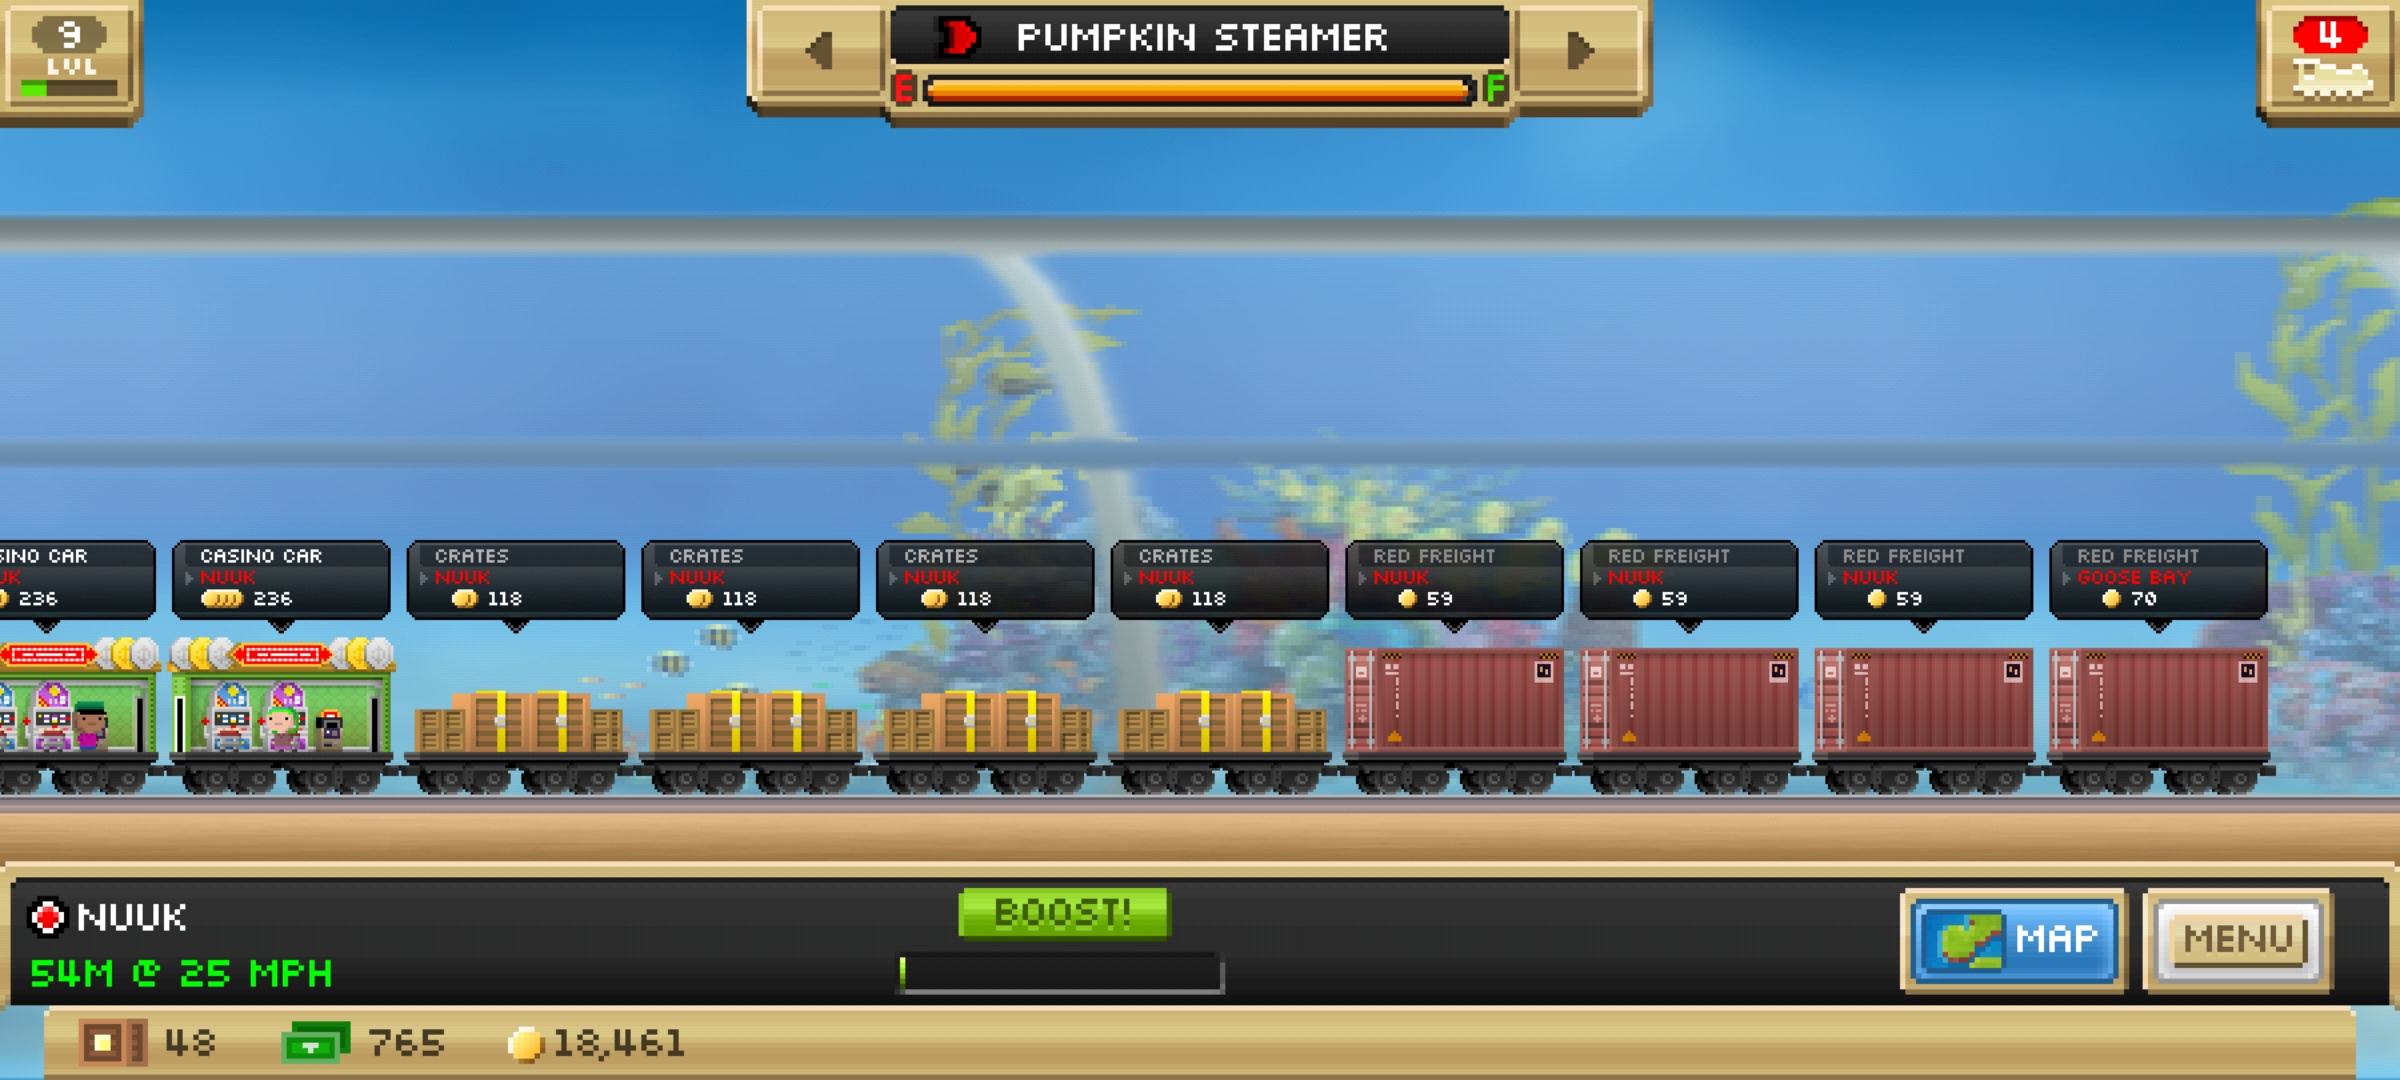 9
LVL
PUMPKIN STEAMER
E F
4
SINO CAR
UK
236
CASINO CAR
NUUK
236
CRATES
NUUK
118
CRATES
NUUK
118
CRATES
NUUK
118
CRATES
NUUK
118
RED FREIGHT
NUUK
59
RED FREIGHT
NUUK
59
RED FREIGHT
NUUK
59
RED FREIGHT
GOOSE BAY
70
NUUK
54M @ 25 MPH
BOOST!
MAP
MENU
48
765
18,461